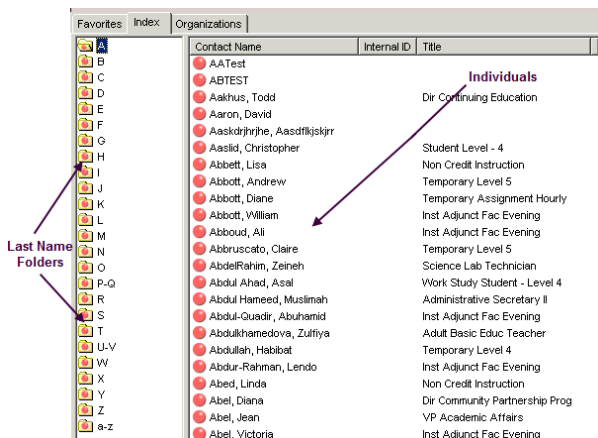 Favorites Index Organizations
A
B
C
D
E
F
G
H
I
J
K
L
M
N
O
P-Q
R
S
T
U-V
W
X
Y
Z
a-z
Last Name
Folders
Contact Name Internal ID Title
Individuals
AATest
ABTEST
Aakhus, Todd Dir Continuing Education
Aaron, David
Aaskdrjhrjhe, Aasdflkjskjrr
Aaslid, Christopher Student Level - 4
Abbett, Lisa Non Credit Instruction
Abbott, Andrew Temporary Level 5
Abbott, Diane Temporary Assignment Hourly
Abbott, William Inst Adjunct Fac Evening
Abboud, Ali Inst Adjunct Fac Evening
Abbruscato, Claire Temporary Level 5
AbdelRahim, Zeineh Science Lab Technician
Abdul Ahad, Asal Work Study Student - Level 4
Abdul Hameed, Muslimah Administrative Secretary II
Abdul-Quadir, Abuhamid Inst Adjunct Fac Evening
Abdulkhamedova, Zulfiya Adult Basic Educ Teacher
Abdullah, Habibat Temporary Level 4
Abdur-Rahman, Lendo Inst Adjunct Fac Evening
Abed, Linda Non Credit Instruction
Abel, Diana Dir Community Partnership Prog
Abel, Jean VP Academic Affairs
Abel, Victoria Inst Adjunct Fac Evening